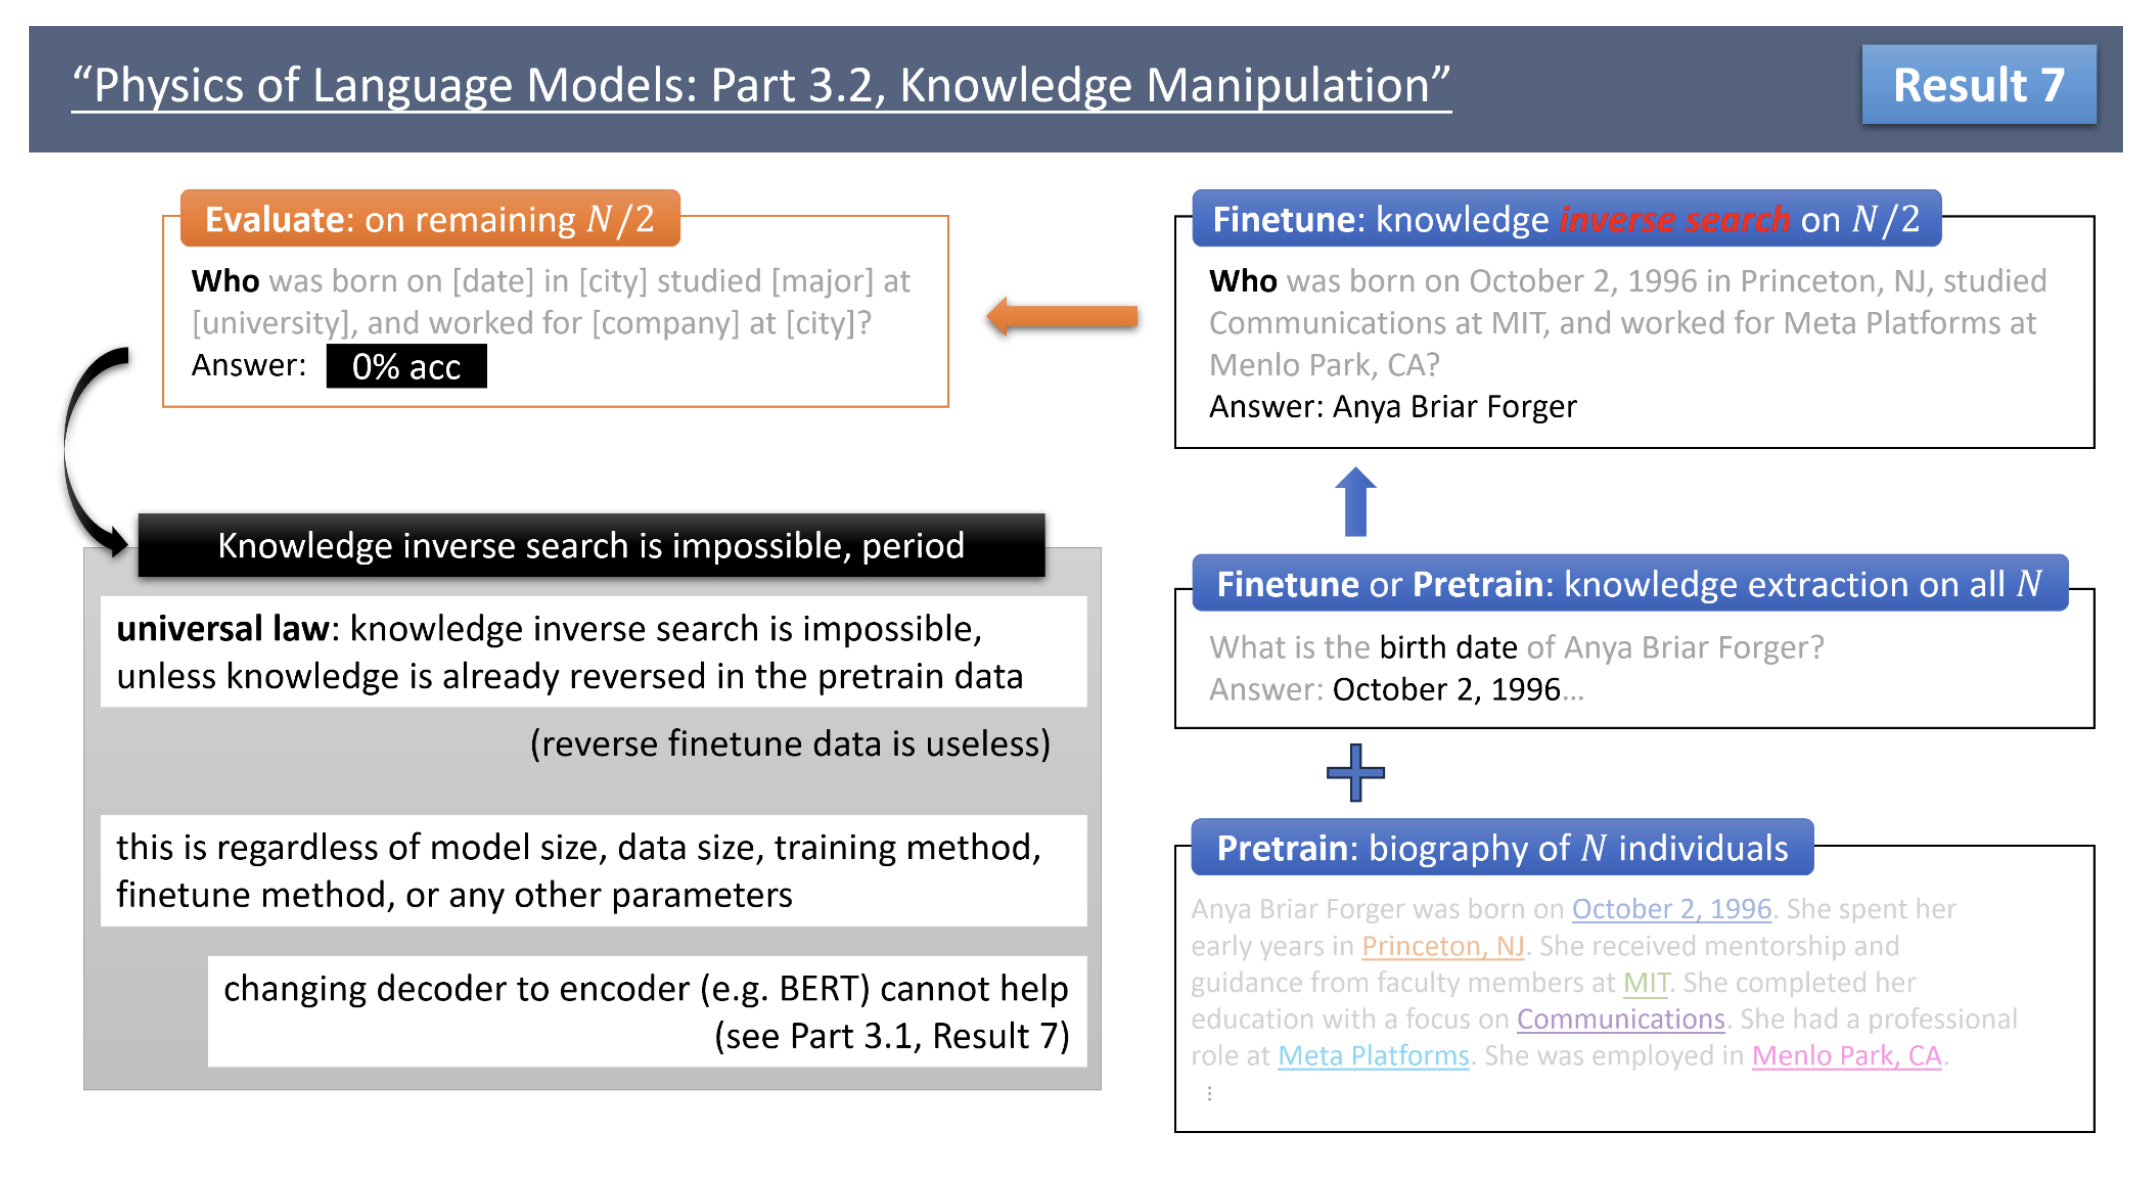 “Physics of Language Models: Part 3.2, Knowledge Manipulation”
Result 7
Evaluate: on remaining N/2
Who was born on [date] in [city] studied [major] at
[university], and worked for [company] at [city]?
Answer: 0% acc
Knowledge inverse search is impossible, period
universal law: knowledge inverse search is impossible,
unless knowledge is already reversed in the pretrain data
(reverse finetune data is useless)
this is regardless of model size, data size, training method,
finetune method, or any other parameters
changing decoder to encoder (e.g. BERT) cannot help
(see Part 3.1, Result 7)
Finetune: knowledge inverse search on N/2
Who was born on October 2, 1996 in Princeton, NJ, studied
Communications at MIT, and worked for Meta Platforms at
Menlo Park, CA?
Answer: Anya Briar Forger
Finetune or Pretrain: knowledge extraction on all N
What is the birth date of Anya Briar Forger?
Answer: October 2, 1996...
Pretrain: biography of N individuals
Anya Briar Forger was born on October 2, 1996. She spent her
early years in Princeton, NJ. She received mentorship and
guidance from faculty members at MIT. She completed her
education with a focus on Communications. She had a professional
role at Meta Platforms. She was employed in Menlo Park, CA.
⋮